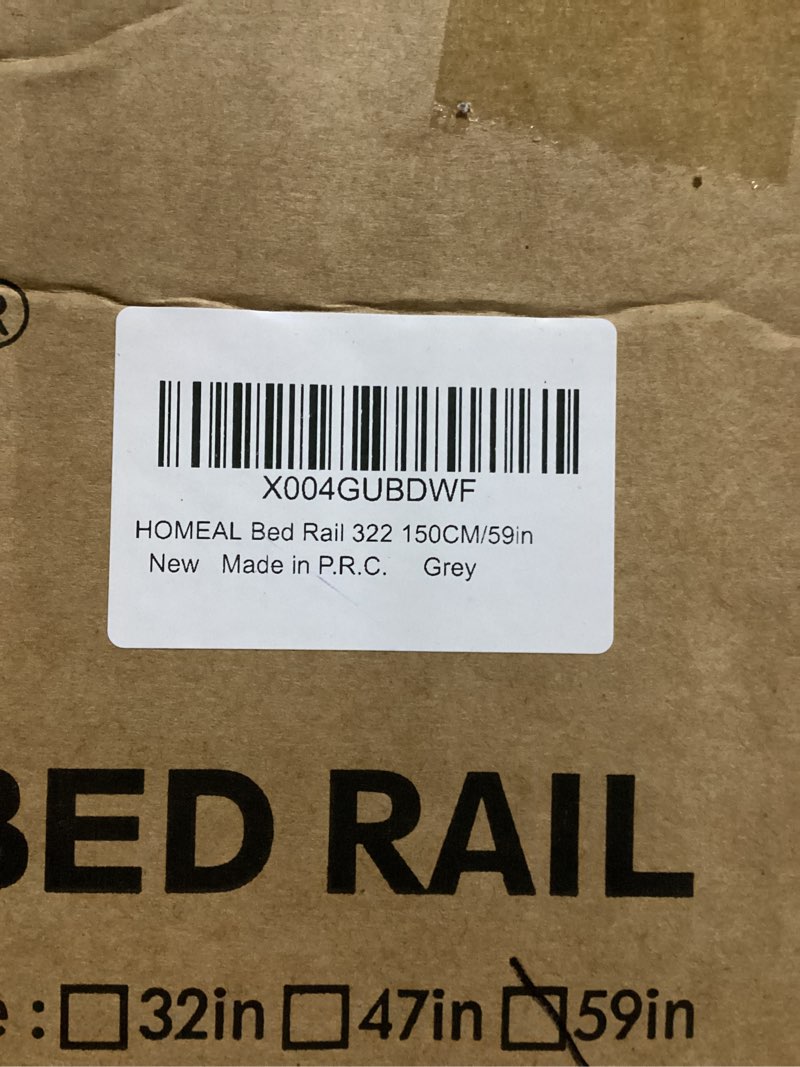 ®
X004GUBDWF
HOMEAL Bed Rail 322 150CM/59in
New Made in P.R.C. Grey
BED RAIL
e : 32in 47in 59in